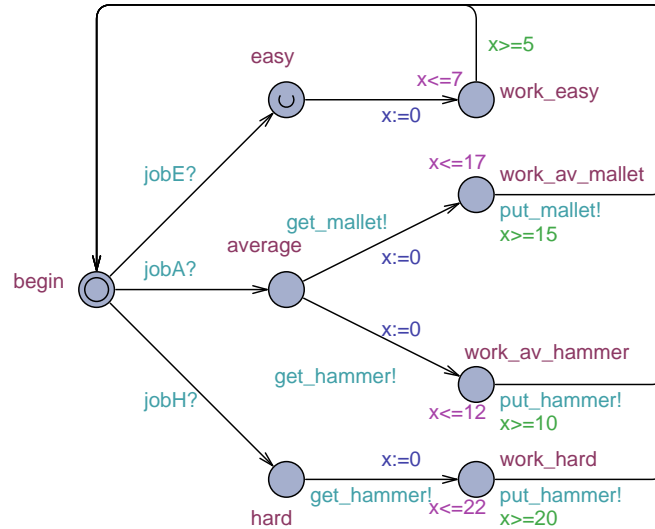 x>=5
easy
x<=7
work_easy
x:=0
x<=17
work_av_mallet
jobE?
get_mallet!
put_mallet!
x>=15
average
x:=0
jobA?
begin
x:=0
work_av_hammer
get_hammer!
jobH?
x<=12
put_hammer!
x>=10
x:=0
work_hard
get_hammer!
x<=22
put_hammer!
hard
x>=20